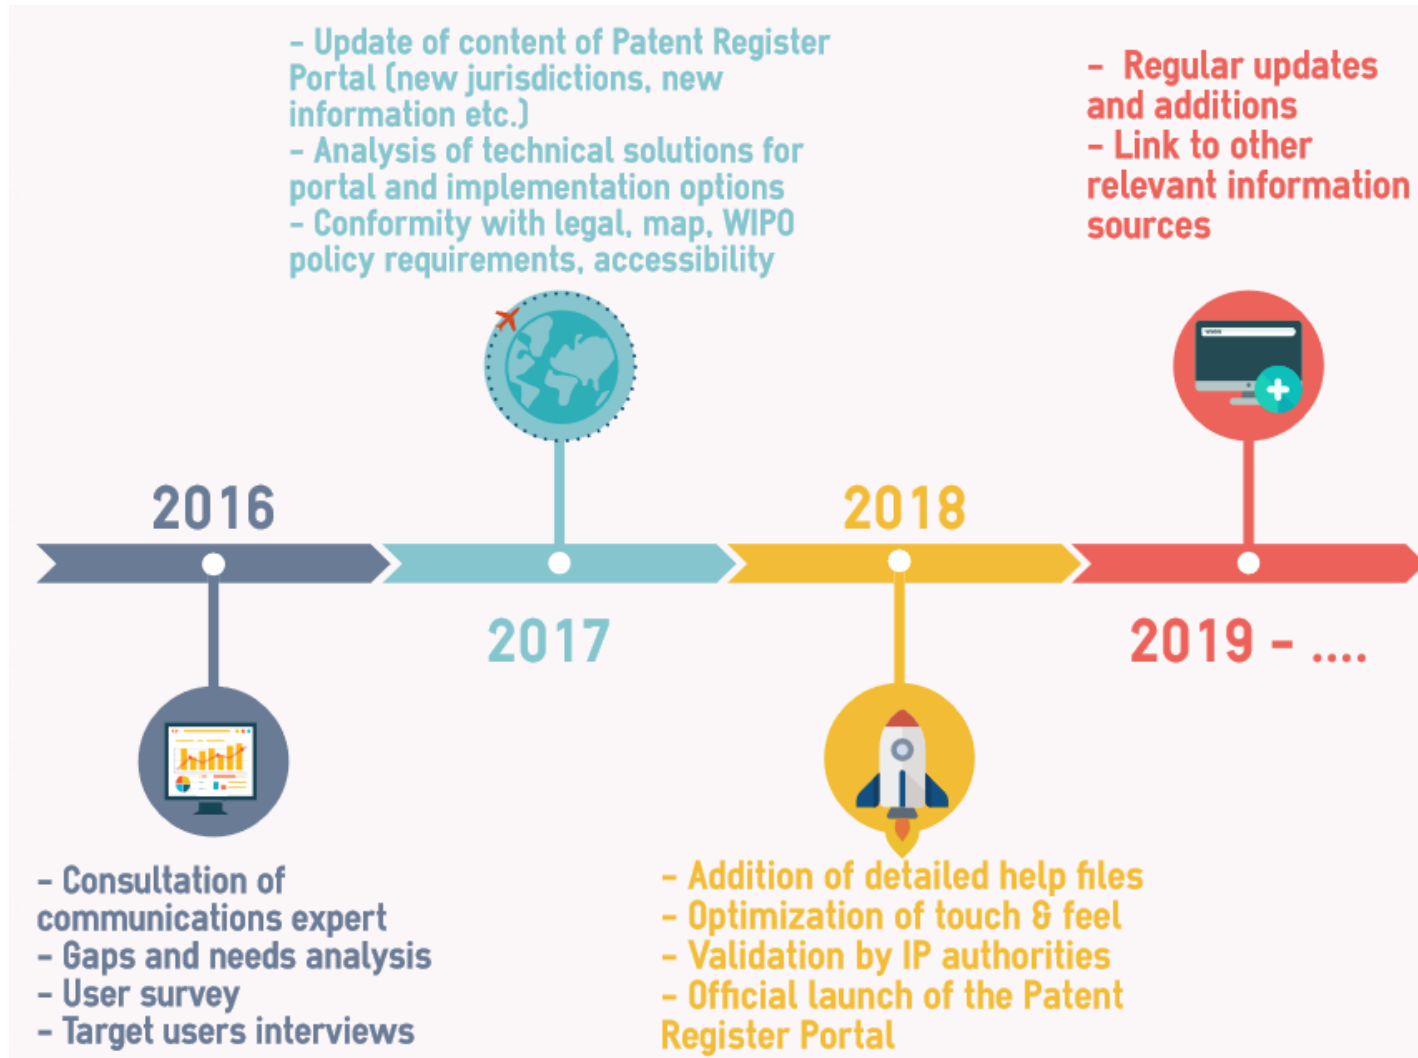 - Update of content of Patent Register
Portal (new jurisdictions, new
information etc.)
- Analysis of technical solutions for
portal and implementation options
- Conformity with legal, map, WIPO
policy requirements, accessibility
- Regular updates
and additions
- Link to other
relevant information
sources
2016
2018
2017
2019 - ....
- Consultation of
communications expert
- Gaps and needs analysis
- User survey
- Target users interviews
- Addition of detailed help files
- Optimization of touch & feel
- Validation by IP authorities
- Official launch of the Patent
Register Portal